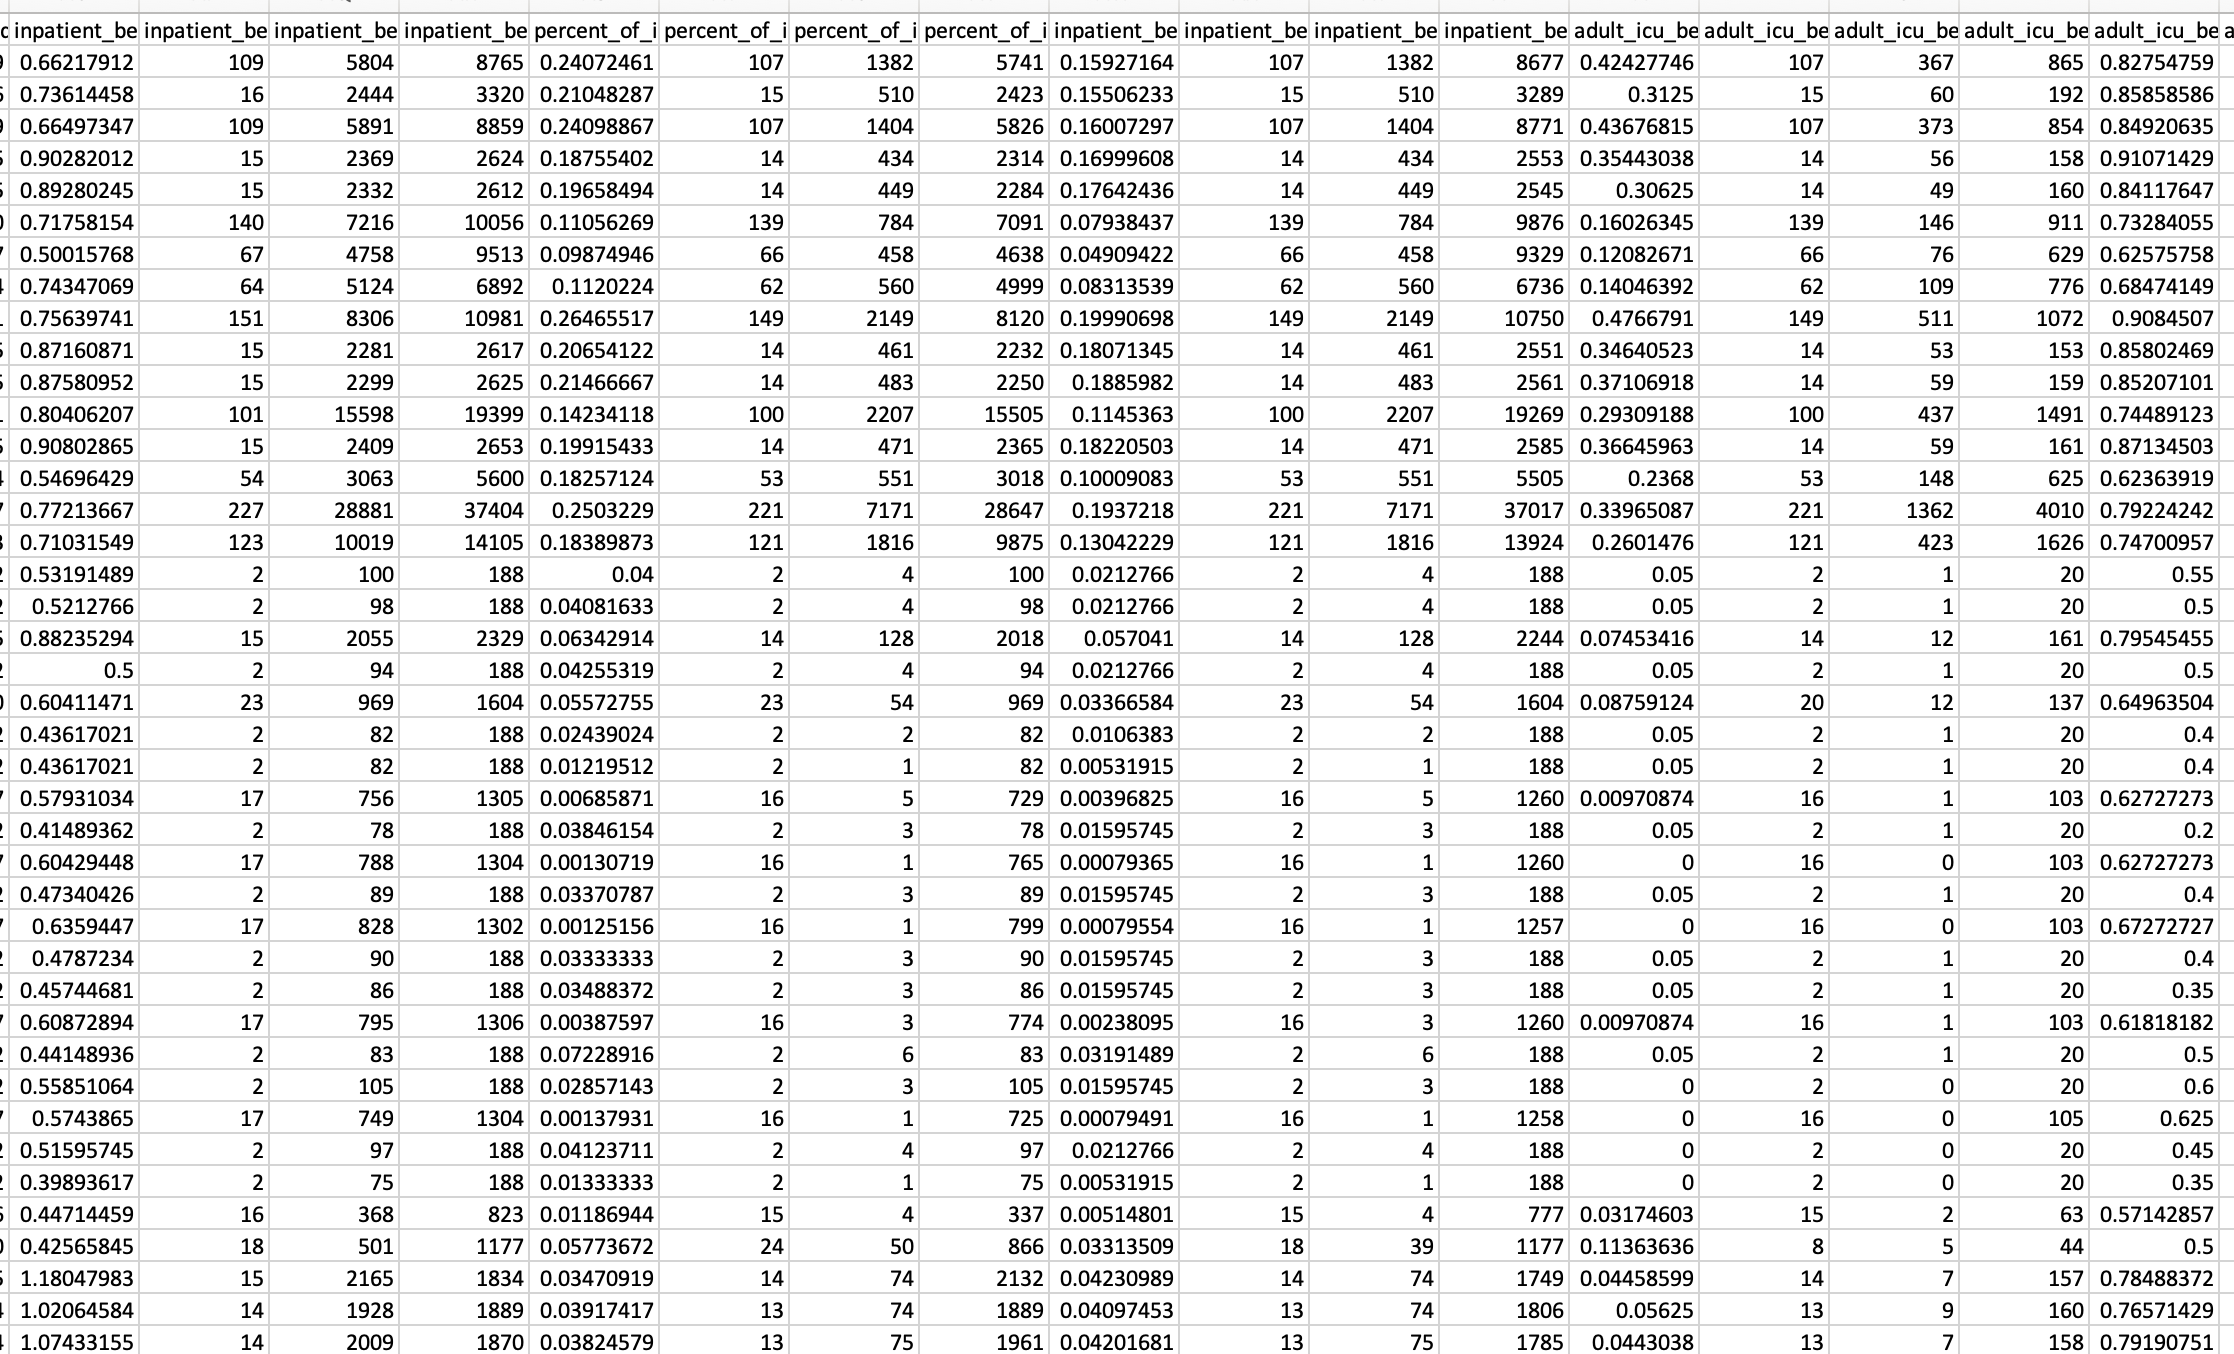 inpatient_be inpatient_be inpatient_be inpatient_be percent_of_i percent_of_i percent_of_i percent_of_i inpatient_be inpatient_be inpatient_be inpatient_be adult_icu_be adult_icu_be adult_icu_be adult_icu_be adult_icu_be a
0.66217912 109 5804 8765 0.24072461 107 1382 5741 0.15927164 107 1382 8677 0.42427746 107 367 865 0.82754759
0.73614458 16 2444 3320 0.21048287 15 510 2423 0.15506233 15 510 3289 0.3125 15 60 192 0.85858586
0.66497347 109 5891 8859 0.24098867 107 1404 5826 0.16007297 107 1404 8771 0.43676815 107 373 854 0.84920635
0.90282012 15 2369 2624 0.18755402 14 434 2314 0.16999608 14 434 2553 0.35443038 14 56 158 0.91071429
0.89280245 15 2332 2612 0.19658494 14 449 2284 0.17642436 14 449 2545 0.30625 14 49 160 0.84117647
0.71758154 140 7216 10056 0.11056269 139 784 7091 0.07938437 139 784 9876 0.16026345 139 146 911 0.73284055
0.50015768 67 4758 9513 0.09874946 66 458 4638 0.04909422 66 458 9329 0.12082671 66 76 629 0.62575758
0.74347069 64 5124 6892 0.1120224 62 560 4999 0.08313539 62 560 6736 0.14046392 62 109 776 0.68474149
0.75639741 151 8306 10981 0.26465517 149 2149 8120 0.19990698 149 2149 10750 0.4766791 149 511 1072 0.9084507
0.87160871 15 2281 2617 0.20654122 14 461 2232 0.18071345 14 461 2551 0.34640523 14 53 153 0.85802469
0.87580952 15 2299 2625 0.21466667 14 483 2250 0.1885982 14 483 2561 0.37106918 14 59 159 0.85207101
0.80406207 101 15598 19399 0.14234118 100 2207 15505 0.1145363 100 2207 19269 0.29309188 100 437 1491 0.74489123
0.90802865 15 2409 2653 0.19915433 14 471 2365 0.18220503 14 471 2585 0.36645963 14 59 161 0.87134503
0.54696429 54 3063 5600 0.18257124 53 551 3018 0.10009083 53 551 5505 0.2368 53 148 625 0.62363919
0.77213667 227 28881 37404 0.2503229 221 7171 28647 0.1937218 221 7171 37017 0.33965087 221 1362 4010 0.79224242
0.71031549 123 10019 14105 0.18389873 121 1816 9875 0.13042229 121 1816 13924 0.2601476 121 423 1626 0.74700957
0.53191489 2 100 188 0.04 2 4 100 0.0212766 2 4 188 0.05 2 1 20 0.55
0.5212766 2 98 188 0.04081633 2 4 98 0.0212766 2 4 188 0.05 2 1 20 0.5
0.88235294 15 2055 2329 0.06342914 14 128 2018 0.057041 14 128 2244 0.07453416 14 12 161 0.79545455
0.5 2 94 188 0.04255319 2 4 94 0.0212766 2 4 188 0.05 2 1 20 0.5
0.60411471 23 969 1604 0.05572755 23 54 969 0.03366584 23 54 1604 0.08759124 20 12 137 0.64963504
0.43617021 2 82 188 0.02439024 2 2 82 0.0106383 2 2 188 0.05 2 1 20 0.4
0.43617021 2 82 188 0.01219512 2 1 82 0.00531915 2 1 188 0.05 2 1 20 0.4
0.57931034 17 756 1305 0.00685871 16 5 729 0.00396825 16 5 1260 0.00970874 16 1 103 0.62727273
0.41489362 2 78 188 0.03846154 2 3 78 0.01595745 2 3 188 0.05 2 1 20 0.2
0.60429448 17 788 1304 0.00130719 16 1 765 0.00079365 16 1 1260 0 16 0 103 0.62727273
0.47340426 2 89 188 0.03370787 2 3 89 0.01595745 2 3 188 0.05 2 1 20 0.4
0.6359447 17 828 1302 0.00125156 16 1 799 0.00079554 16 1 1257 0 16 0 103 0.67272727
0.4787234 2 90 188 0.03333333 2 3 90 0.01595745 2 3 188 0.05 2 1 20 0.4
0.45744681 2 86 188 0.03488372 2 3 86 0.01595745 2 3 188 0.05 2 1 20 0.35
0.60872894 17 795 1306 0.00387597 16 3 774 0.00238095 16 3 1260 0.00970874 16 1 103 0.61818182
0.44148936 2 83 188 0.07228916 2 6 83 0.03191489 2 6 188 0.05 2 1 20 0.5
0.55851064 2 105 188 0.02857143 2 3 105 0.01595745 2 3 188 0 2 0 20 0.6
0.5743865 17 749 1304 0.00137931 16 1 725 0.00079491 16 1 1258 0 16 0 105 0.625
0.51595745 2 97 188 0.04123711 2 4 97 0.0212766 2 4 188 0 2 0 20 0.45
0.39893617 2 75 188 0.01333333 2 1 75 0.00531915 2 1 188 0 2 0 20 0.35
0.44714459 16 368 823 0.01186944 15 4 337 0.00514801 15 4 777 0.03174603 15 2 63 0.57142857
0.42565845 18 501 1177 0.05773672 24 50 866 0.03313509 18 39 1177 0.11363636 8 5 44 0.5
1.18047983 15 2165 1834 0.03470919 14 74 2132 0.04230989 14 74 1749 0.04458599 14 7 157 0.78488372
1.02064584 14 1928 1889 0.03917417 13 74 1889 0.04097453 13 74 1806 0.05625 13 9 160 0.76571429
1.07433155 14 2009 1870 0.03824579 13 75 1961 0.04201681 13 75 1785 0.0443038 13 7 158 0.79190751